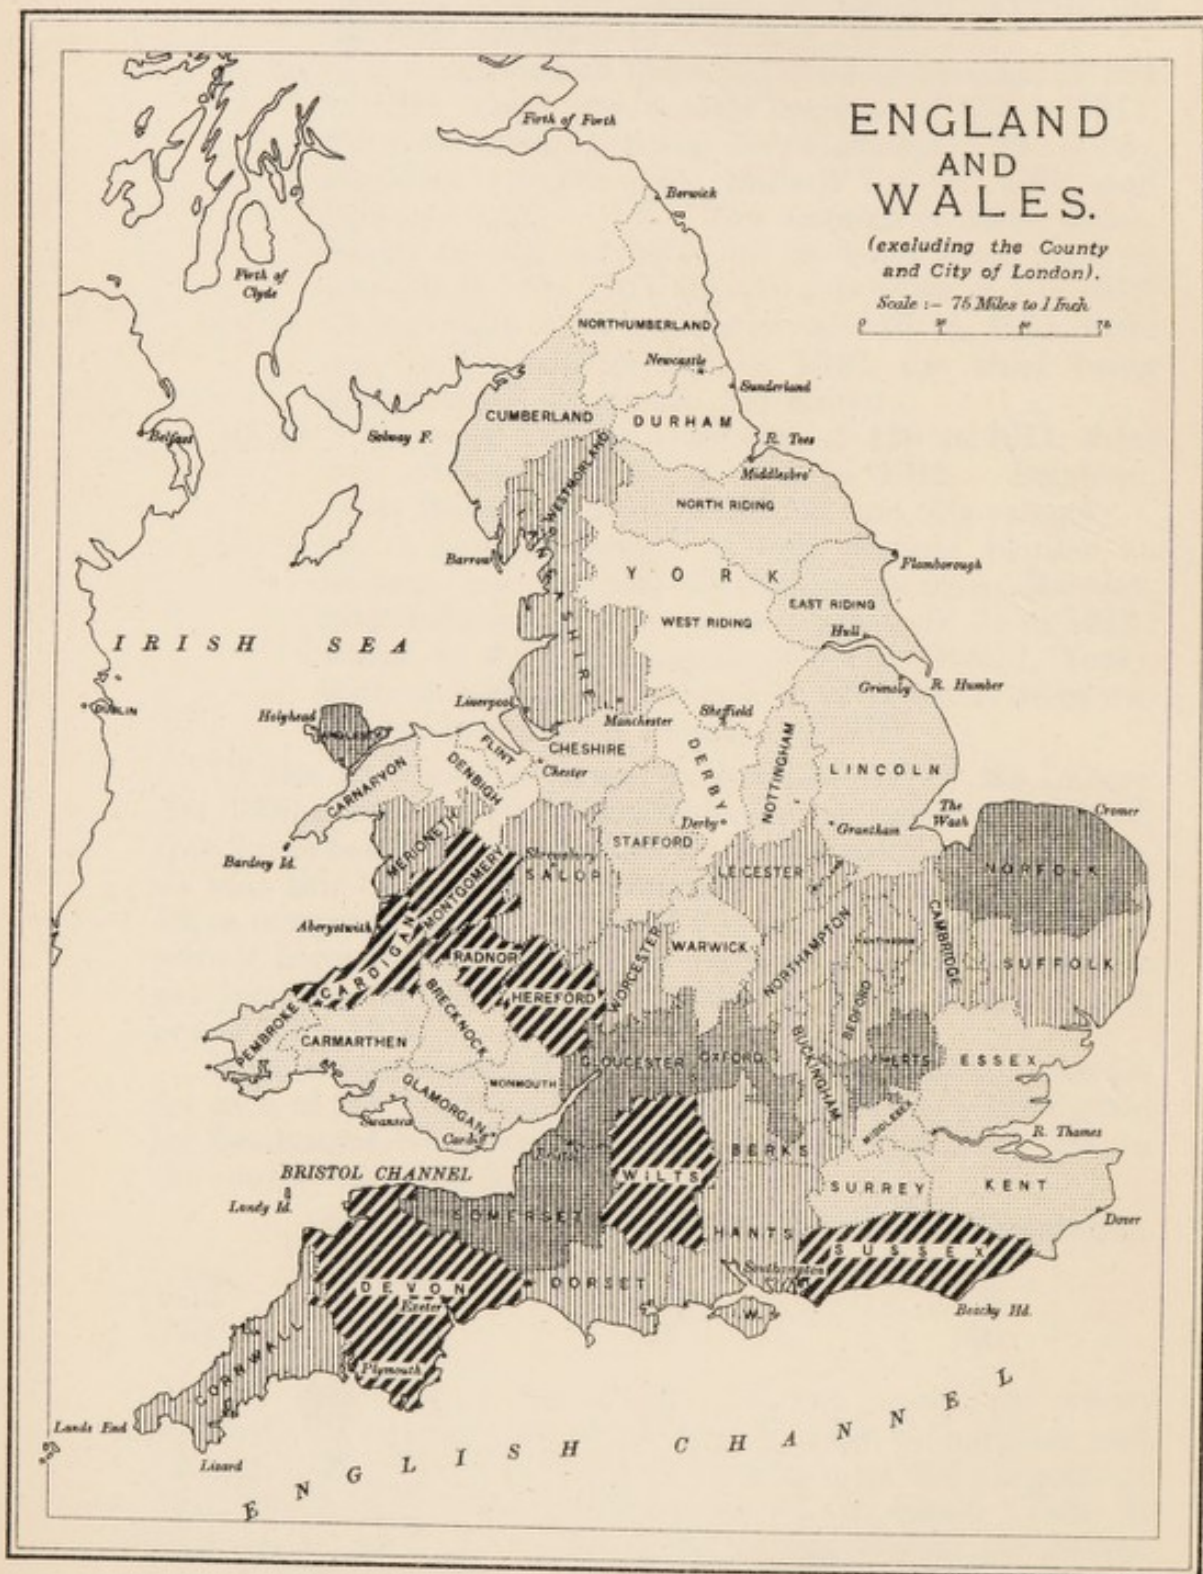 ENGLAND
AND
WALES.
(excluding the County
and City of London).
Scale :– 75 Miles to 1 Inch
Firth of Forth
Berwick
Firth of
Clyde
NORTHUMBERLAND
Newcastle
Sunderland
CUMBERLAND
DURHAM
Solway F.
Belfast
R. Tees
Middlesbro'
WESTMORLAND
NORTH RIDING
Barrow
Flamborough
YORK
LANCASHIRE
EAST RIDING
WEST RIDING
Hull
IRISH SEA
Grimsby
R. Humber
DUBLIN
Holyhead
ANGLESEY
Liverpool
Manchester
Sheffield
FLINT
CHESHIRE
Chester
DENBIGH
CARNARVON
DERBY
NOTTINGHAM
LINCOLN
The
Wash
Cromer
Derby
Grantham
STAFFORD
Bardsey Id.
MERIONETH
Shrewsbury
SALOP
LEICESTER
RUTLAND
NORFOLK
MONTGOMERY
Aberystwith
CARDIGAN
RADNOR
WORCESTER
WARWICK
NORTHAMPTON
HUNTINGDON
CAMBRIDGE
SUFFOLK
HEREFORD
BRECKNOCK
BEDFORD
PEMBROKE
CARMARTHEN
GLOUCESTER
OXFORD
BUCKINGHAM
HERTS
ESSEX
GLAMORGAN
MONMOUTH
Swansea
Cardiff
MIDDLESEX
R. Thames
Bristol
BERKS
BRISTOL CHANNEL
WILTS
SURREY
KENT
Lundy Id.
SOMERSET
Dover
HANTS
SUSSEX
Southampton
DEVON
DORSET
Exeter
Beachy Hd.
I. W.
CORNWALL
Plymouth
Lands End
Lizard
ENGLISH CHANNEL